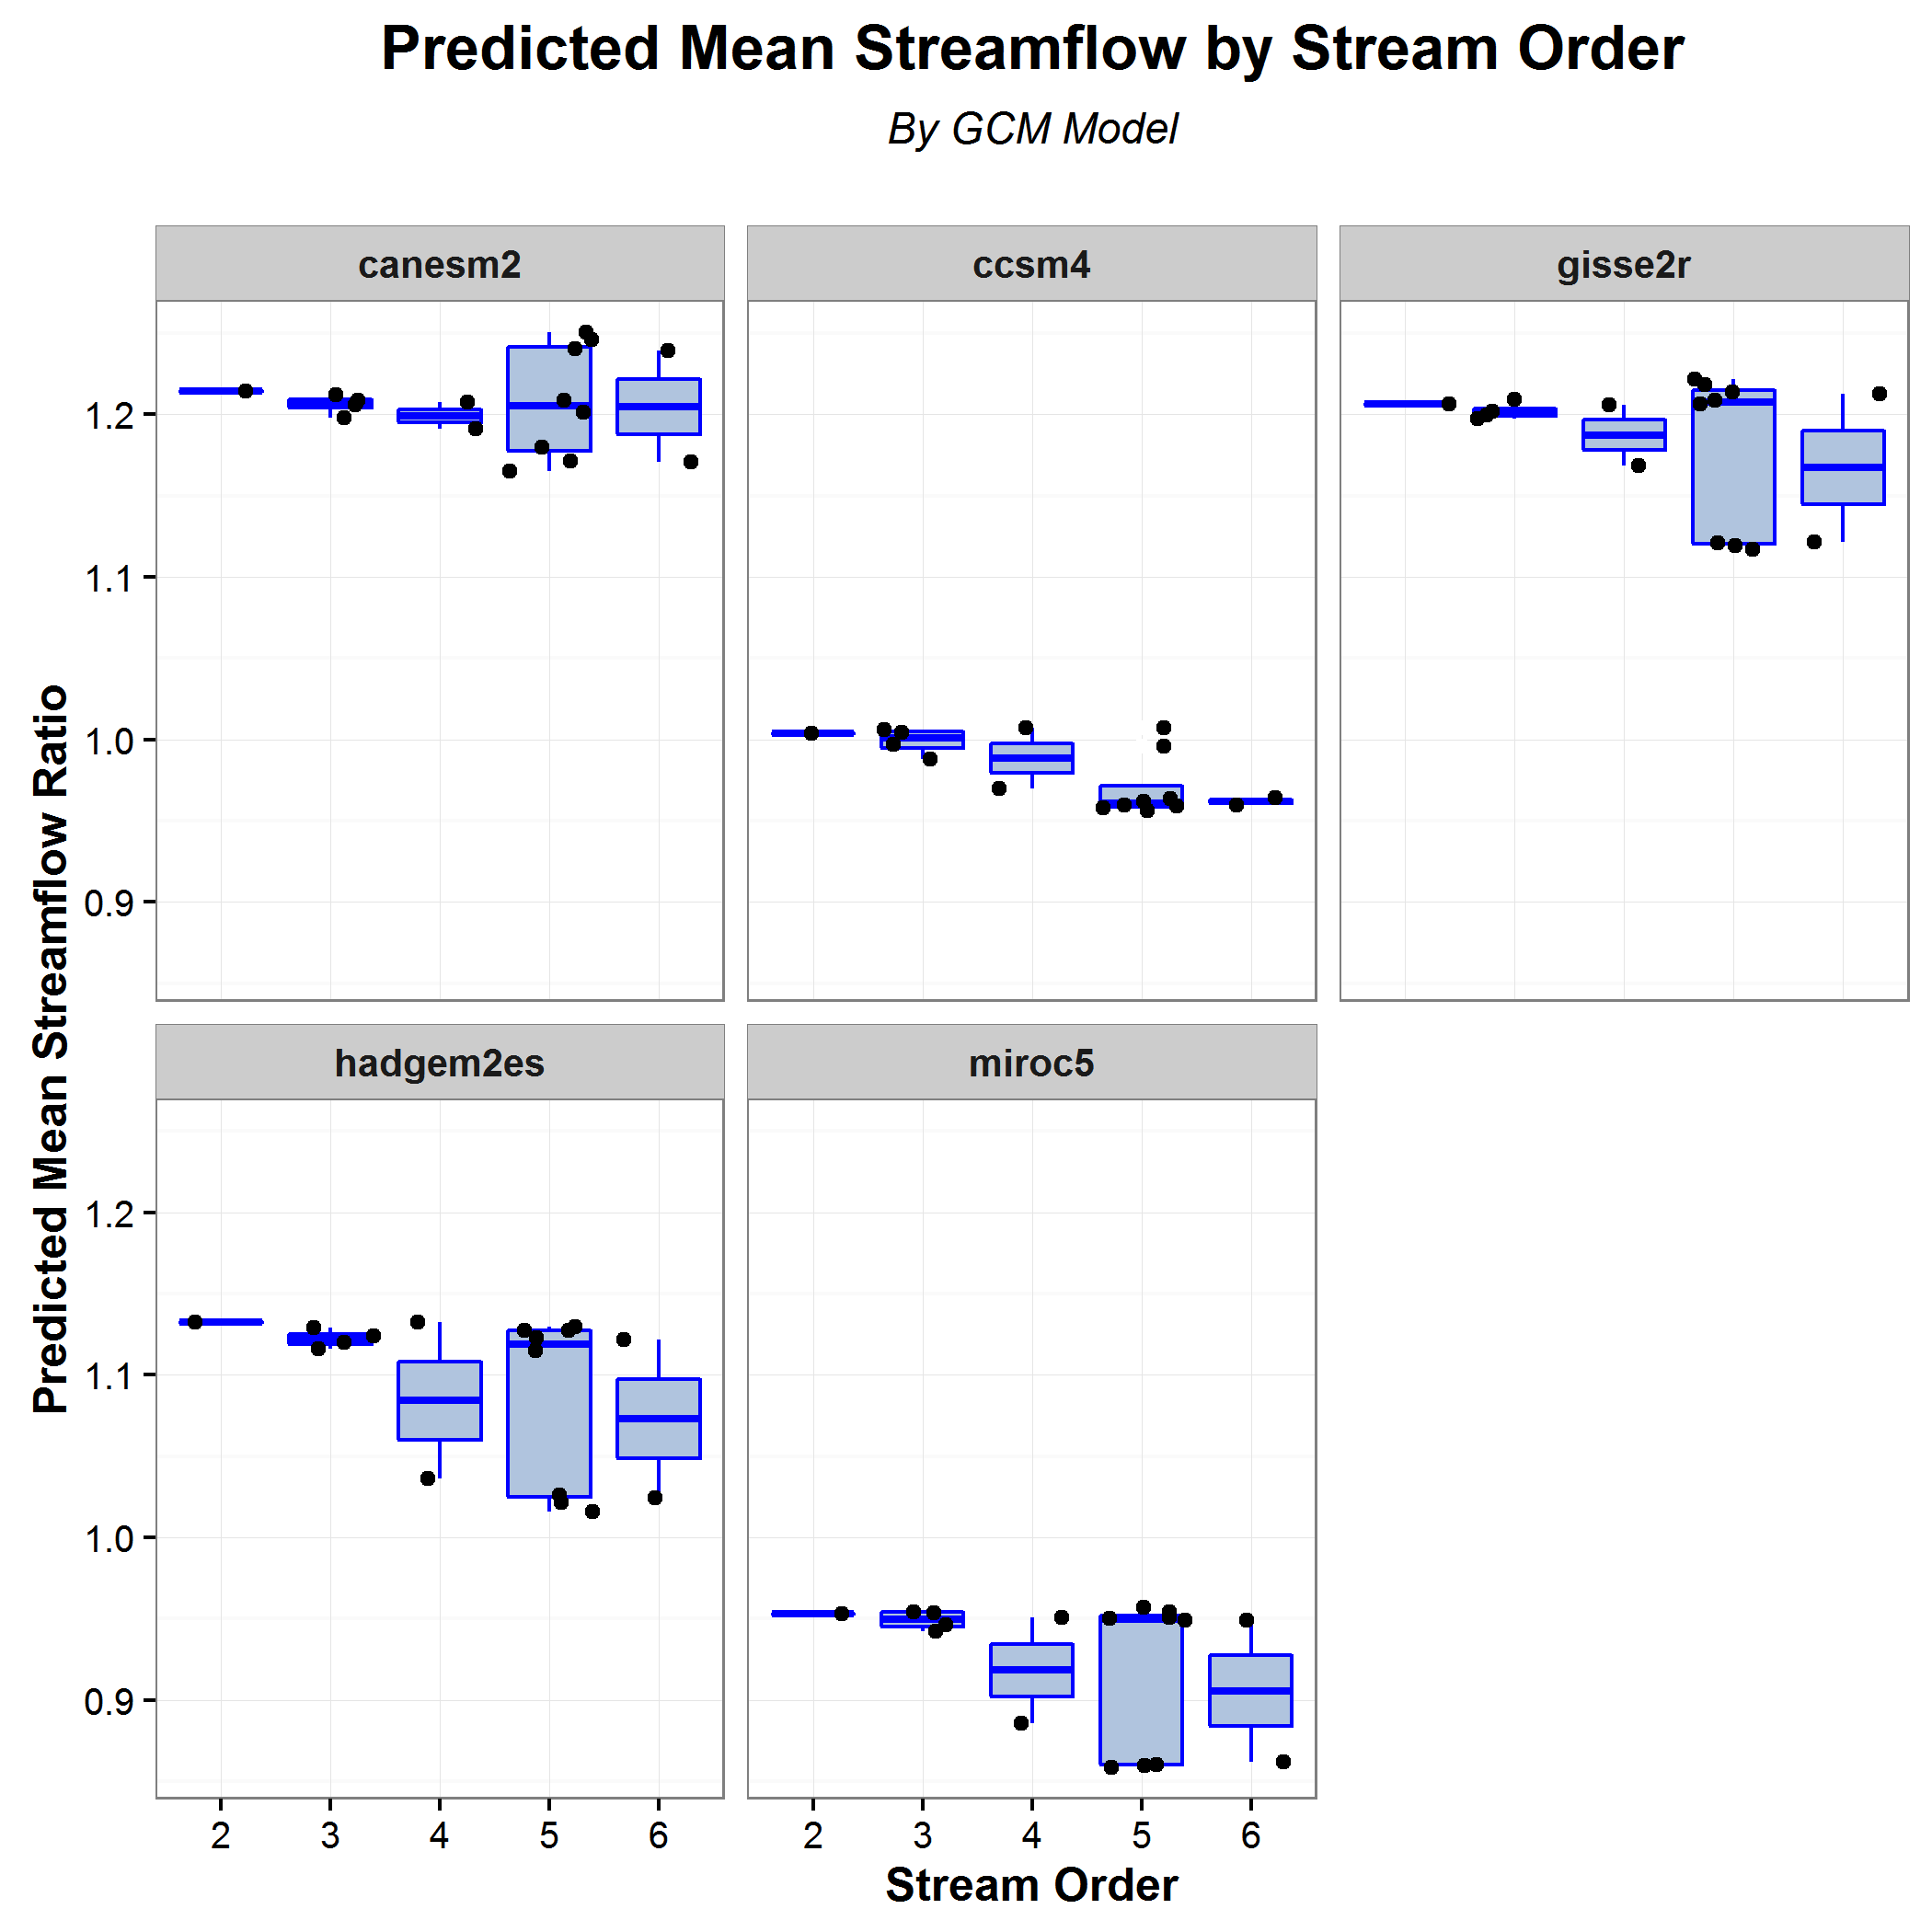 Predicted Mean Streamflow by Stream Order
By GCM Model
canesm2
ccsm4
gisse2r
1.2
1.1
1.0
0.9
Predicted Mean Streamflow Ratio
hadgem2es
miroc5
1.2
1.1
1.0
0.9
2 3 4 5 6
2 3 4 5 6
Stream Order